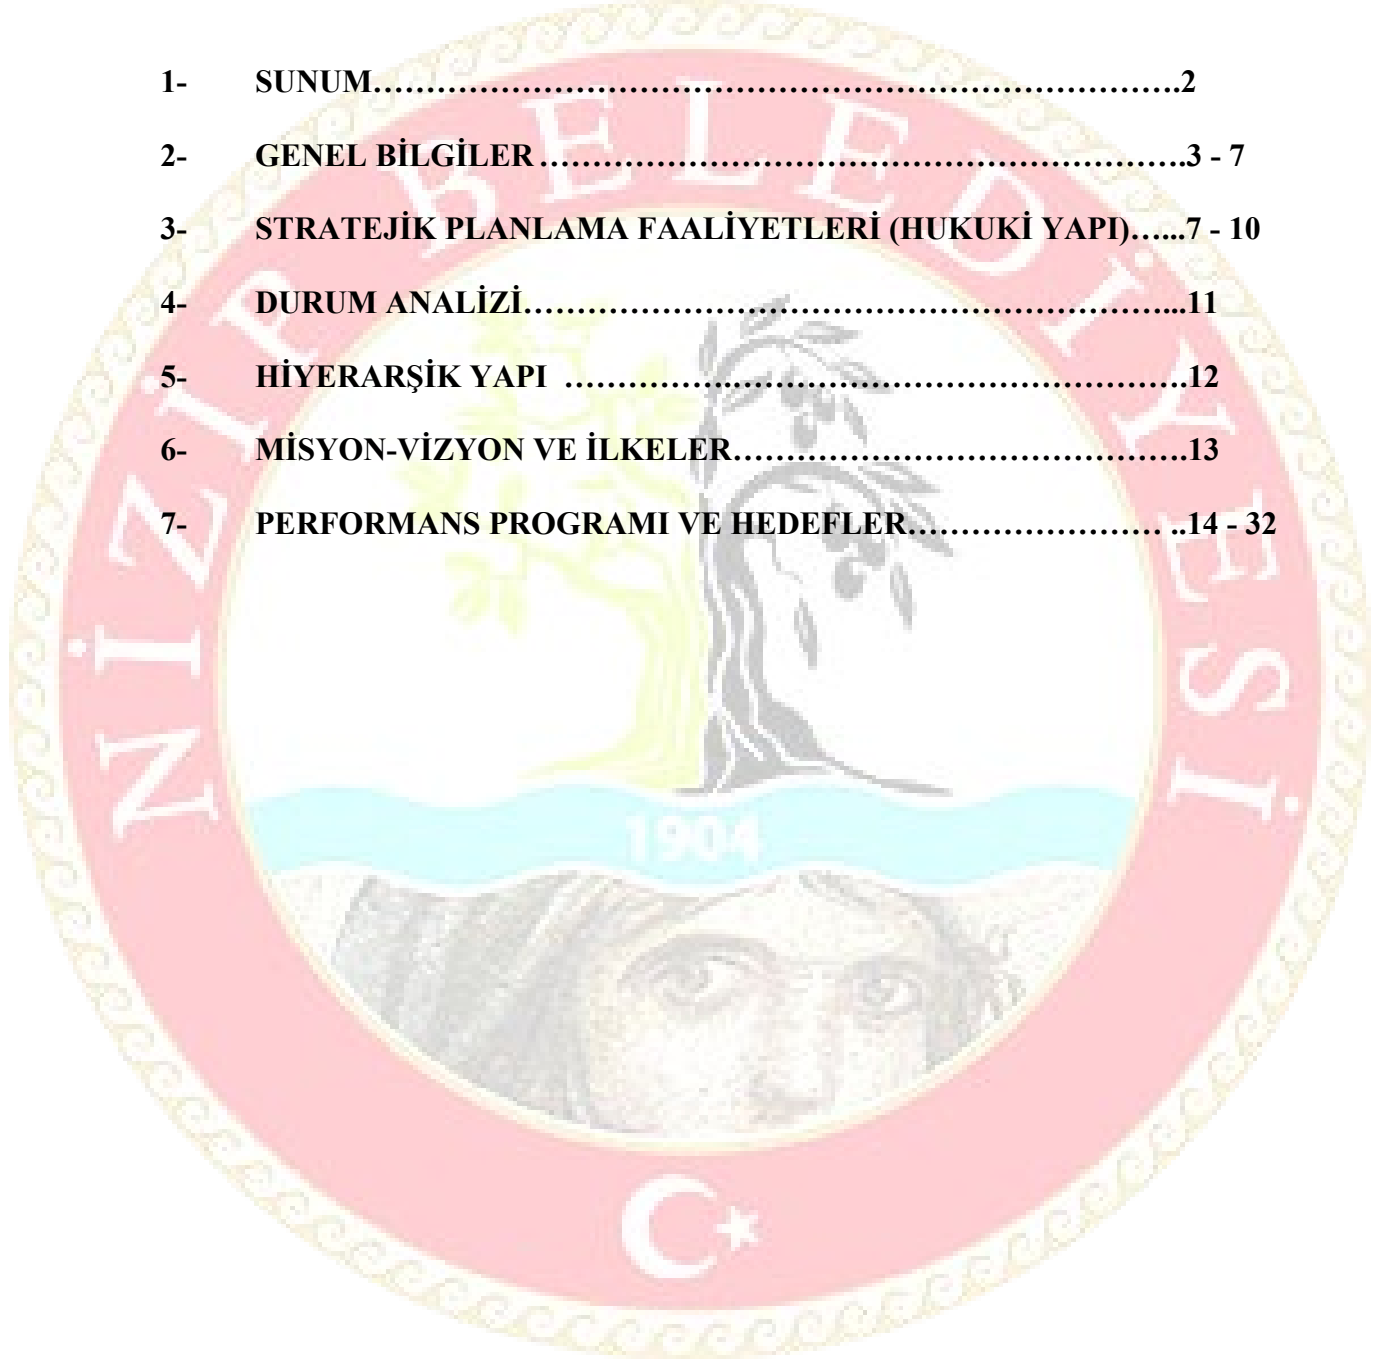 1- SUNUM………………………………………………………………….2
2- GENEL BİLGİLER …………………………………………………….3 - 7
3- STRATEJİK PLANLAMA FAALİYETLERİ (HUKUKİ YAPI)…...7 - 10
4- DURUM ANALİZİ……………………………………………………...11
5- HİYERARŞİK YAPI ………………………………………………….12
6- MİSYON-VİZYON VE İLKELER…………………………………….13
7- PERFORMANS PROGRAMI VE HEDEFLER…………………… ..14 - 32
NİZİP BELEDİYESİ
1904